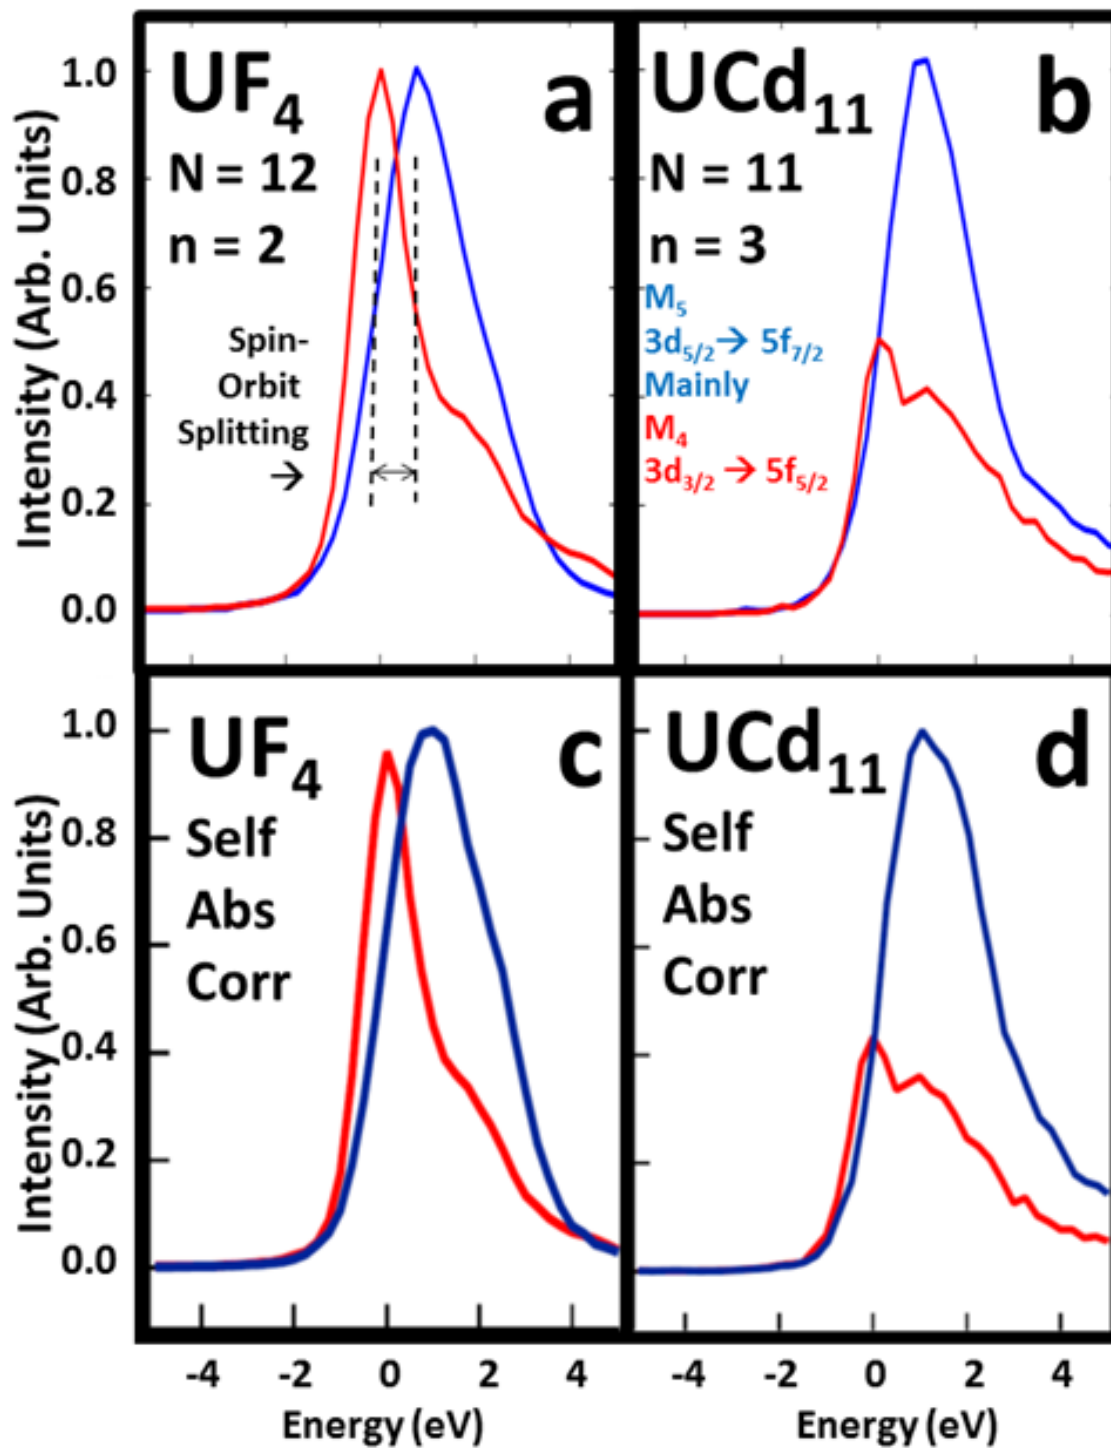 UF4 a
N = 12
n = 2
Spin-
Orbit
Splitting
→
UCd11 b
N = 11
n = 3
M5
3d5/2→ 5f7/2
Mainly
M4
3d3/2 → 5f5/2
Intensity (Arb. Units)
1.0
0.8
0.6
0.4
0.2
0.0
UF4 c
Self
Abs
Corr
UCd11 d
Self
Abs
Corr
Intensity (Arb. Units)
1.0
0.8
0.6
0.4
0.2
0.0
-4 -2 0 2 4
Energy (eV)
-4 -2 0 2 4
Energy (eV)